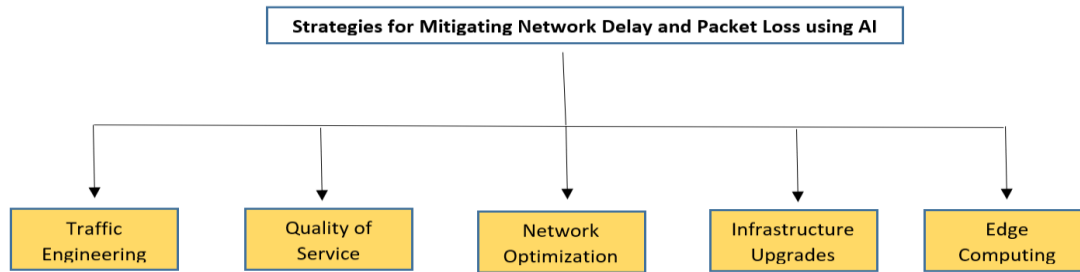 Strategies for Mitigating Network Delay and Packet Loss using AI
Traffic
Engineering
Quality of
Service
Network
Optimization
Infrastructure
Upgrades
Edge
Computing